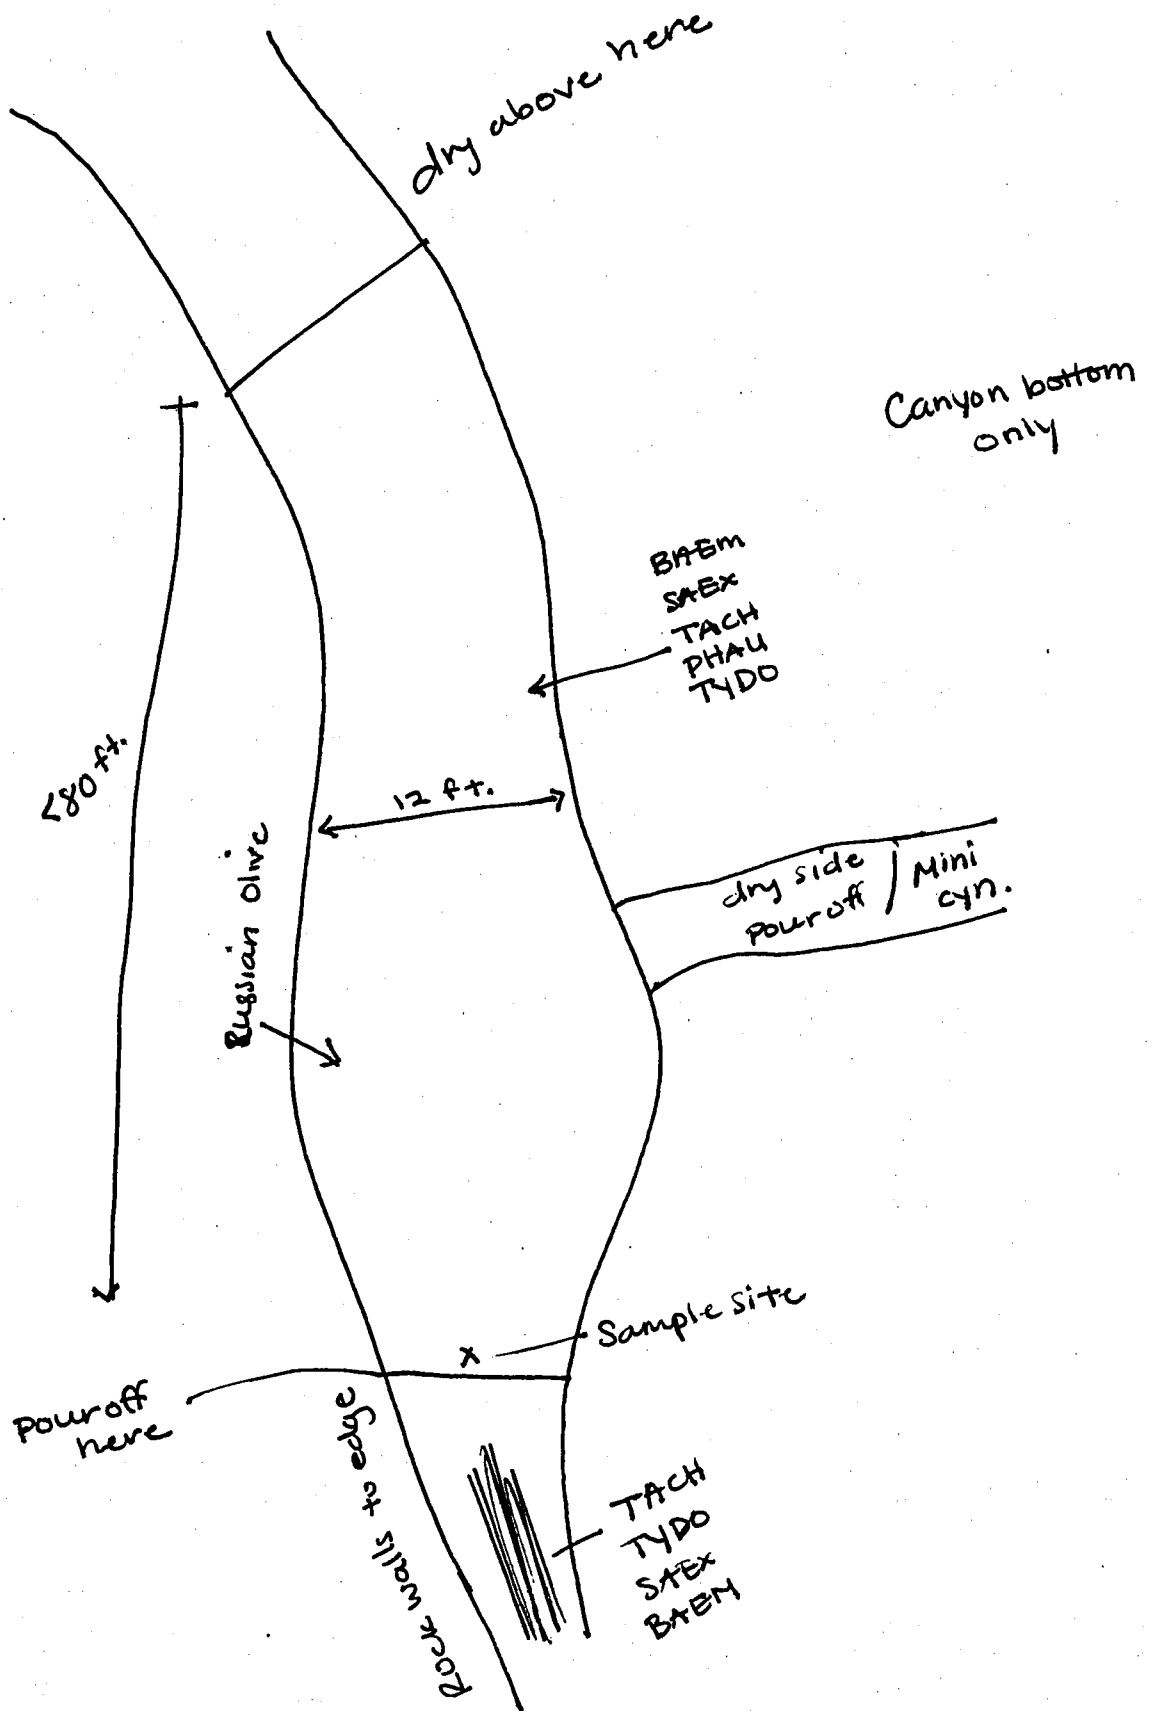 dry above here
Canyon bottom
only
BAEM
SAEX
TACH
PHAU
TYDO
<80 ft.
12 ft.
Russian Olive
dry side / Mini
pouroff cyn.
Sample site
x
pouroff
here
Rock walls to edge
TACH
TYDO
SAEX
BAEM